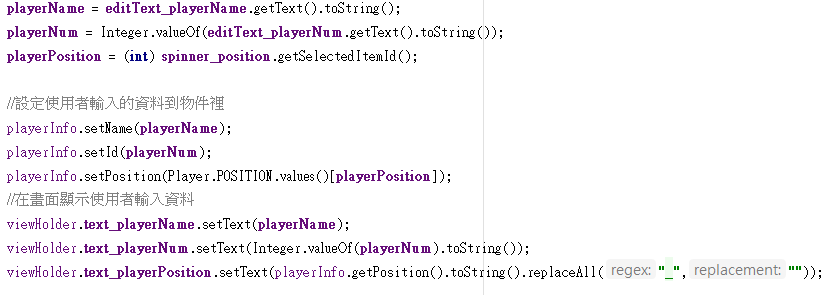 playerName = editText_playerName.getText().toString();
playerNum = Integer.valueOf(editText_playerNum.getText().toString());
playerPosition = (int) spinner_position.getSelectedItemId();
//設定使用者輸入的資料到物件裡
playerInfo.setName(playerName);
playerInfo.setId(playerNum);
playerInfo.setPosition(Player.POSITION.values()[playerPosition]);
//在畫面顯示使用者輸入資料
viewHolder.text_playerName.setText(playerName);
viewHolder.text_playerNum.setText(Integer.valueOf(playerNum).toString());
viewHolder.text_playerPosition.setText(playerInfo.getPosition().toString().replaceAll( regex: "_", replacement: ""));